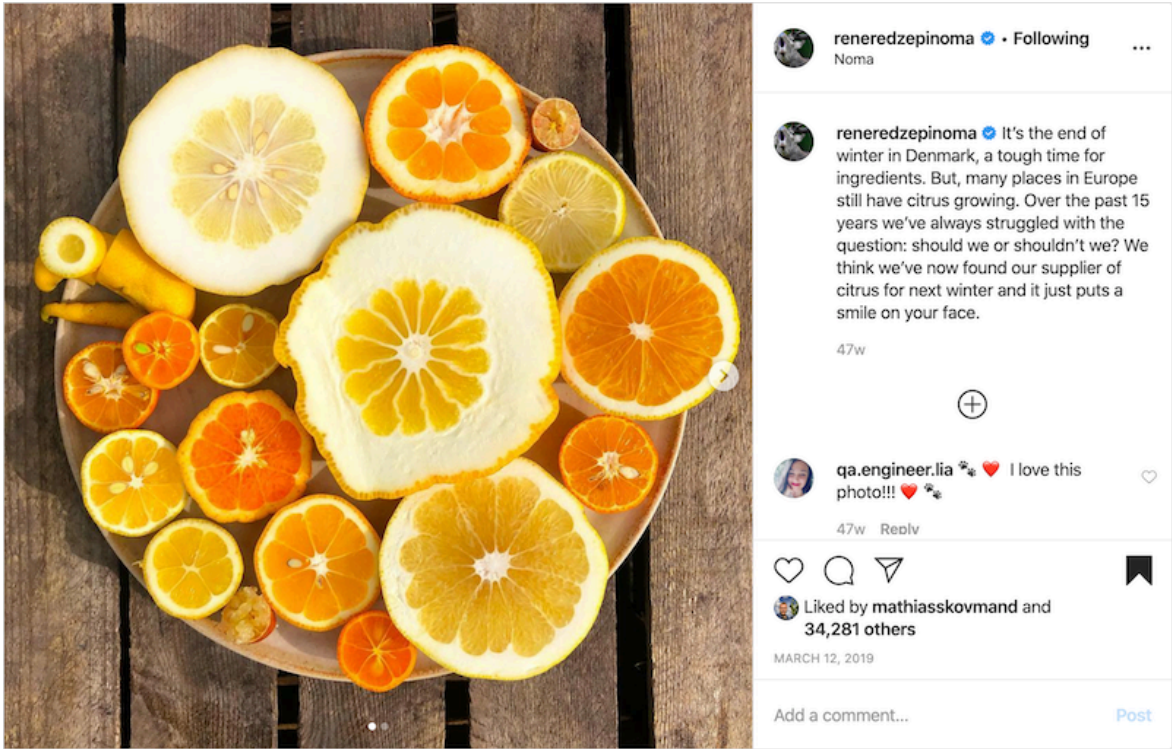 reneredzepinoma • Following
Noma
reneredzepinoma It's the end of
winter in Denmark, a tough time for
ingredients. But, many places in Europe
still have citrus growing. Over the past 15
years we've always struggled with the
question: should we or shouldn't we? We
think we've now found our supplier of
citrus for next winter and it just puts a
smile on your face.
47w
qa.engineer.lia 🐾 ❤️ I love this
photo!!! ❤️ 🐾
47w Reply
Liked by mathiasskovmand and
34,281 others
MARCH 12, 2019
Add a comment... Post